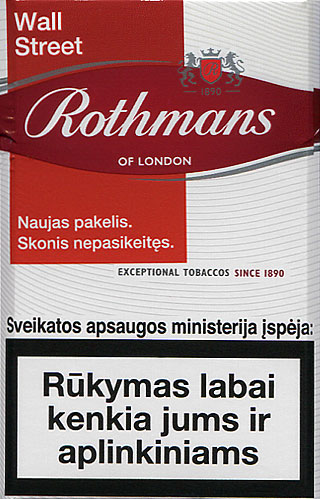 Wall
Street
1890
Rothmans
OF LONDON
Naujas pakelis.
Skonis nepasikeitęs.
EXCEPTIONAL TOBACCOS SINCE 1890
Sveikatos apsaugos ministerija įspėja:
Rūkymas labai
kenkia jums ir
aplinkiniams